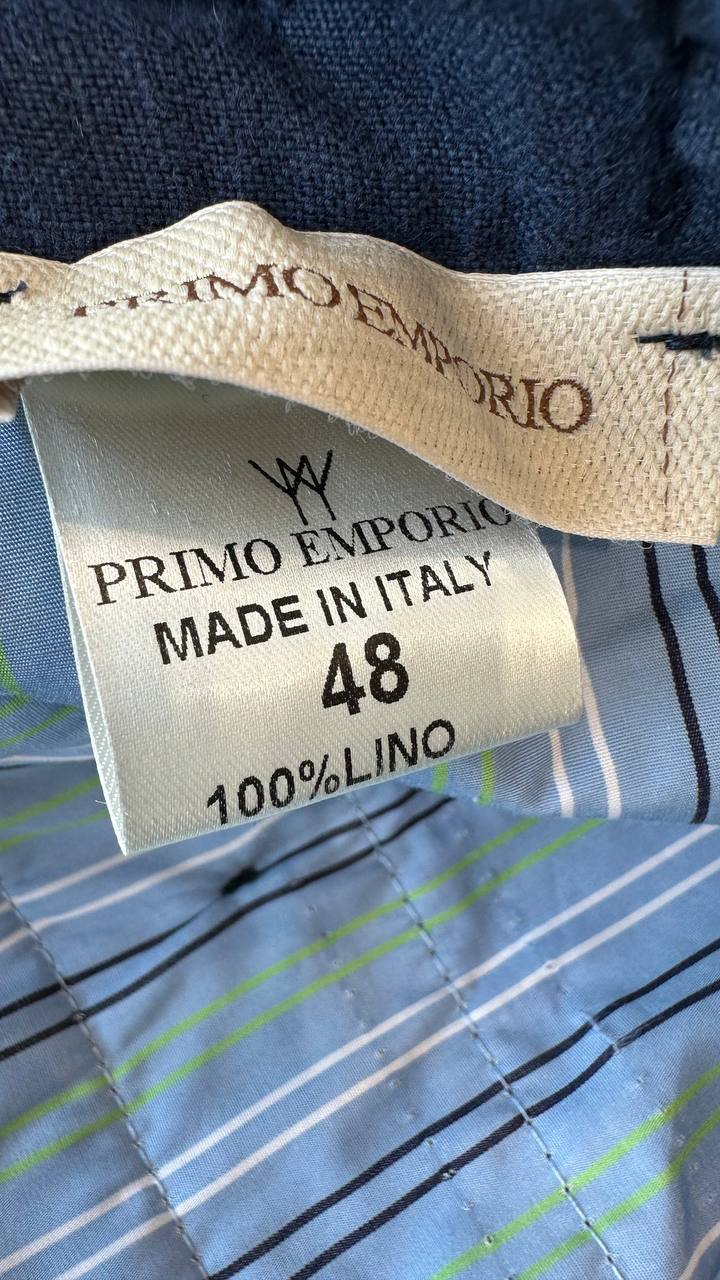 PRIMO EMPORIO
PRIMO EMPORIO
MADE IN ITALY
48
100%LINO